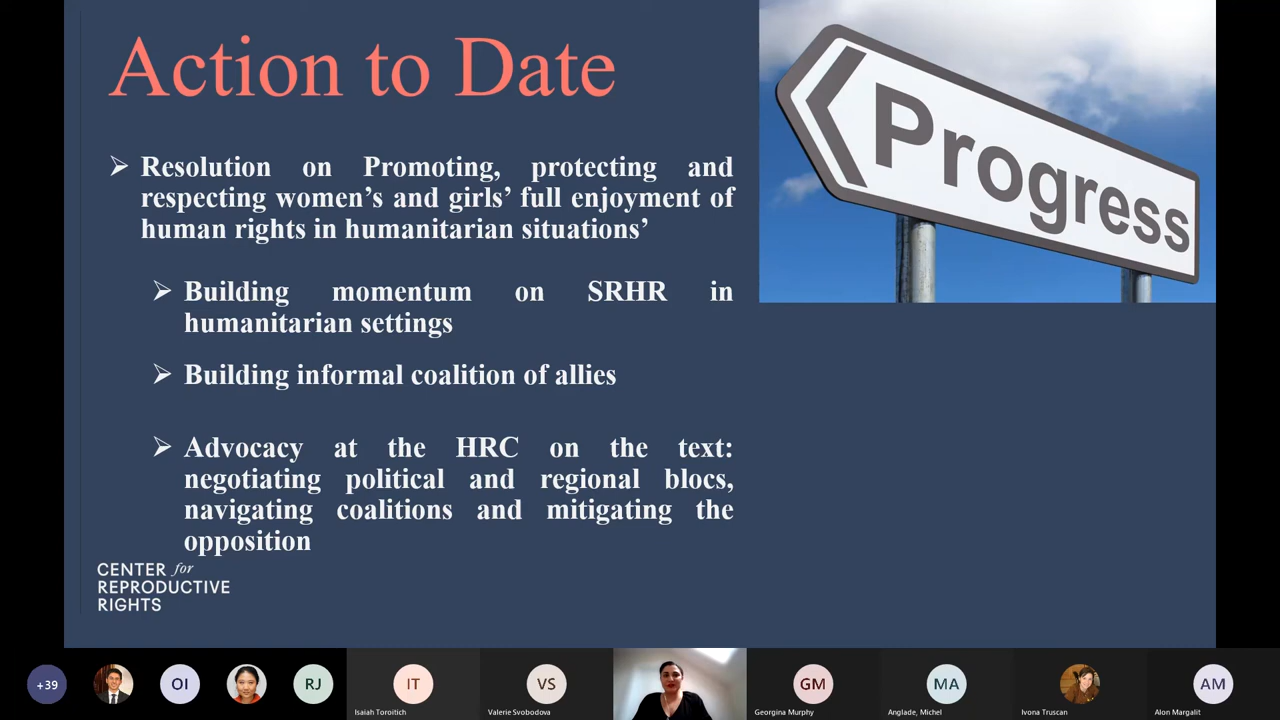 Action to Date
Progress
➢ Resolution on Promoting, protecting and
respecting women’s and girls’ full enjoyment of
human rights in humanitarian situations’
➢ Building momentum on SRHR in
humanitarian settings
➢ Building informal coalition of allies
➢ Advocacy at the HRC on the text:
negotiating political and regional blocs,
navigating coalitions and mitigating the
opposition
CENTER for
REPRODUCTIVE
RIGHTS
+39
OI
RJ
IT
VS
GM
MA
AM
Isaiah Toroitich
Valerie Svobodova
Georgina Murphy
Anglade, Michel
Ivona Truscan
Alon Margalit